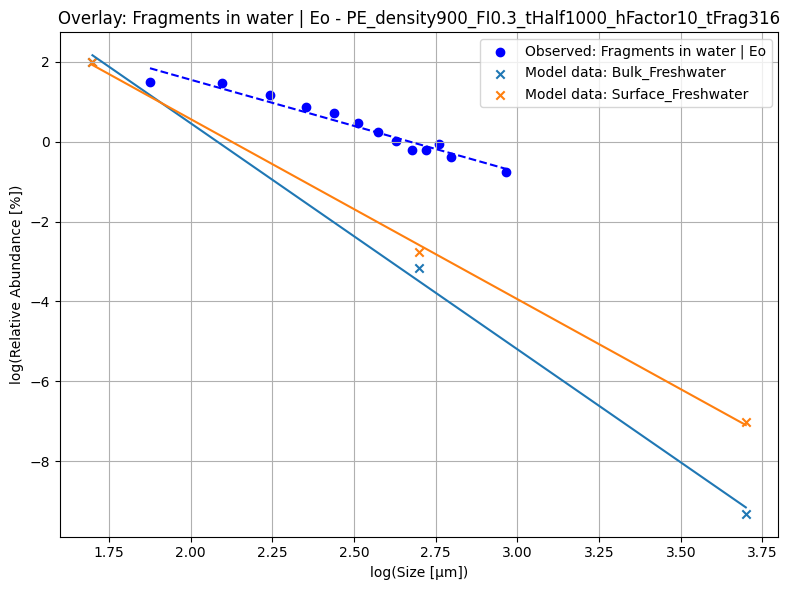 Overlay: Fragments in water | Eo - PE_density900_FI0.3_tHalf1000_hFactor10_tFrag316
Observed: Fragments in water | Eo
Model data: Bulk_Freshwater
Model data: Surface_Freshwater
log(Relative Abundance [%])
2
0
−2
−4
−6
−8
1.75 2.00 2.25 2.50 2.75 3.00 3.25 3.50 3.75
log(Size [µm])